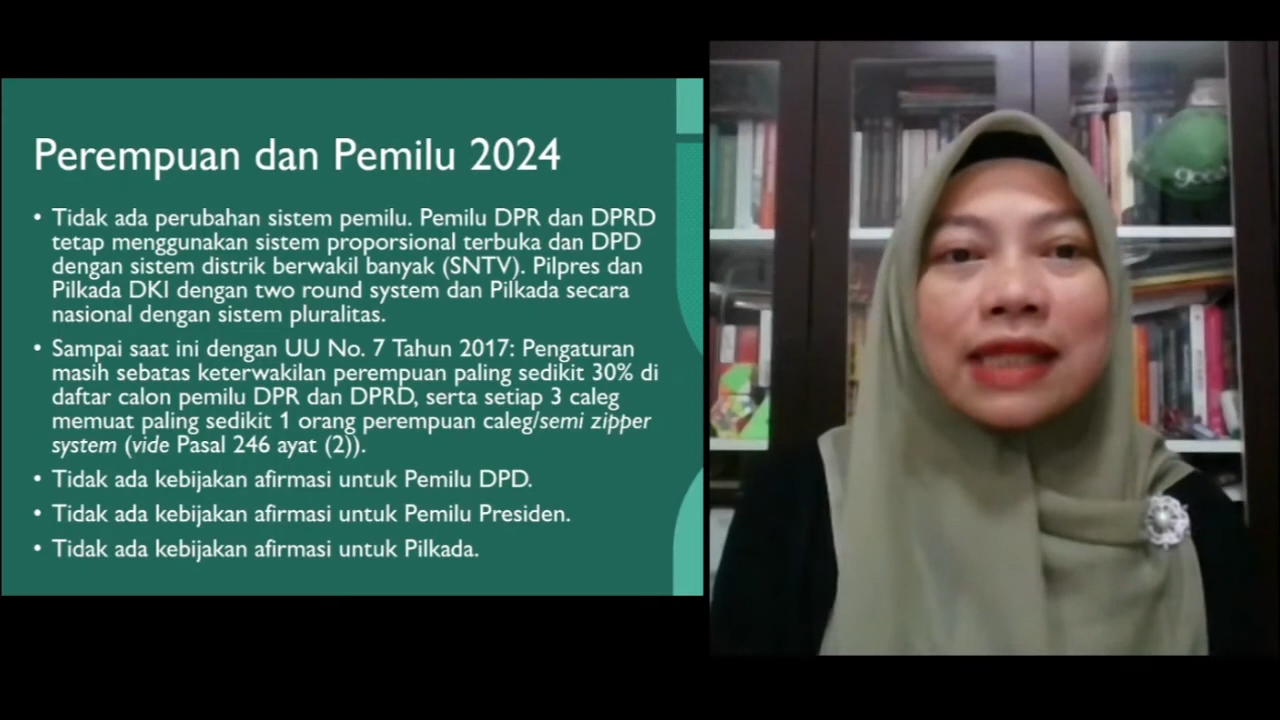 Perempuan dan Pemilu 2024
• Tidak ada perubahan sistem pemilu. Pemilu DPR dan DPRD
tetap menggunakan sistem proporsional terbuka dan DPD
dengan sistem distrik berwakil banyak (SNTV). Pilpres dan
Pilkada DKI dengan two round system dan Pilkada secara
nasional dengan sistem pluralitas.
• Sampai saat ini dengan UU No. 7 Tahun 2017: Pengaturan
masih sebatas keterwakilan perempuan paling sedikit 30% di
daftar calon pemilu DPR dan DPRD, serta setiap 3 caleg
memuat paling sedikit 1 orang perempuan caleg/semi zipper
system (vide Pasal 246 ayat (2)).
• Tidak ada kebijakan afirmasi untuk Pemilu DPD.
• Tidak ada kebijakan afirmasi untuk Pemilu Presiden.
• Tidak ada kebijakan afirmasi untuk Pilkada.